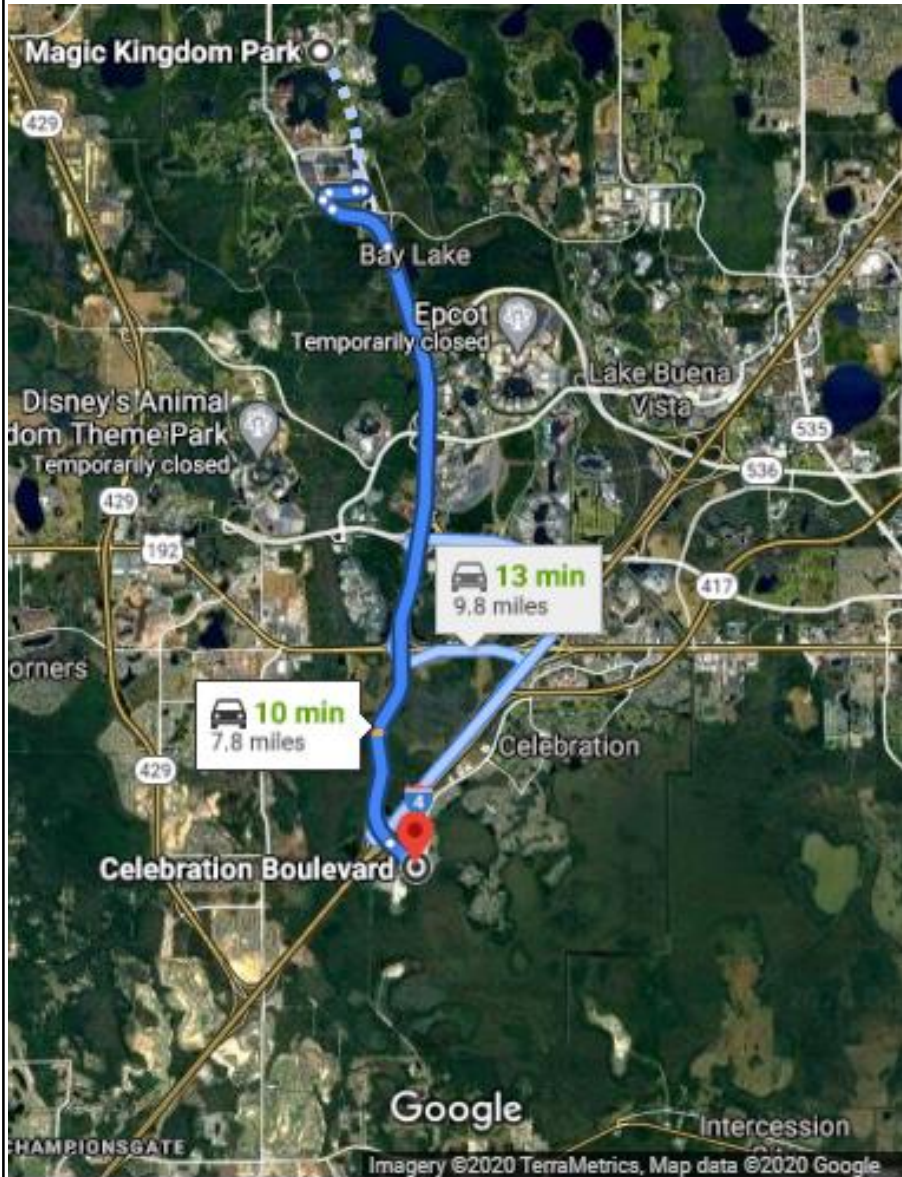 Magic Kingdom Park
429
Bay Lake
Epcot
Temporarily closed
Lake Buena
Vista
Disney's Animal
dom Theme Park
Temporarily closed
535
536
429
192
13 min
9,8 miles
417
orners
10 min
7,8 miles
Celebration
429
4
Celebration Boulevard
Google
CHAMPIONSGATE
Intercession
Imagery ©2020 TerraMetrics, Map data ©2020 Google